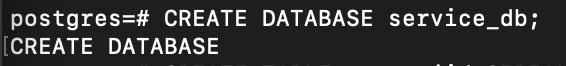 postgres=# CREATE DATABASE service_db;
[CREATE DATABASE